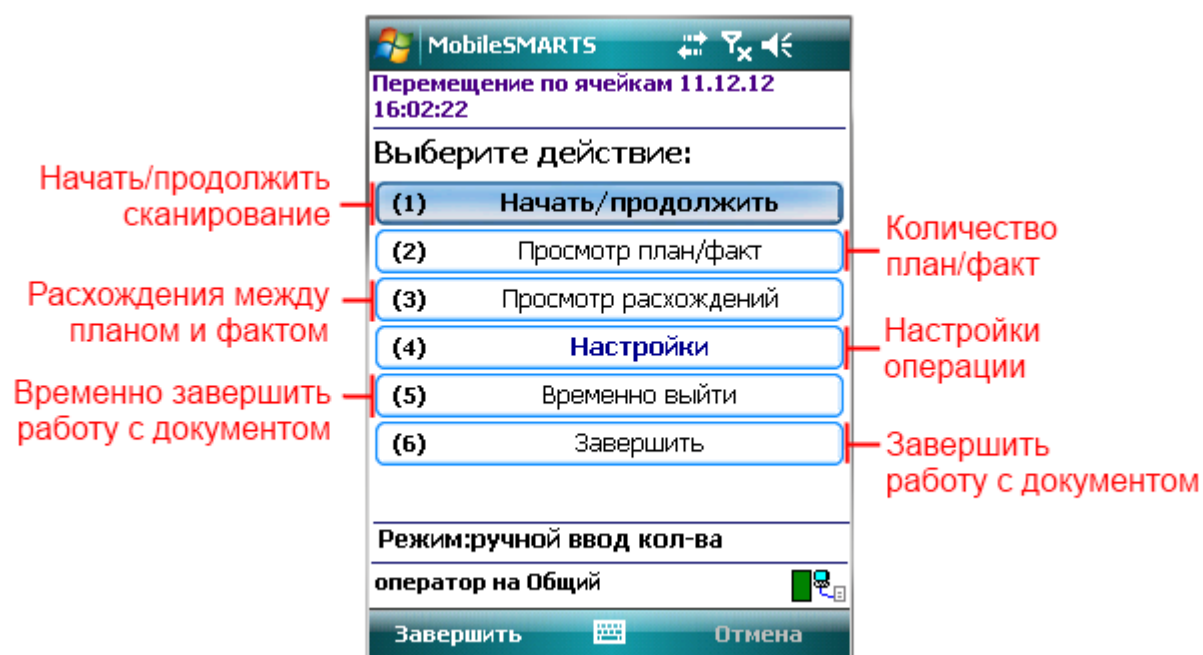 MobileSMARTS
Перемещение по ячейкам 11.12.12
16:02:22
Выберите действие:
Начать/продолжить
сканирование
(1) Начать/продолжить
(2) Просмотр план/факт
Количество
план/факт
Расхождения между
планом и фактом
(3) Просмотр расхождений
(4) Настройки
Настройки
операции
Временно завершить
работу с документом
(5) Временно выйти
(6) Завершить
Завершить
работу с документом
Режим:ручной ввод кол-ва
оператор на Общий
Завершить Отмена